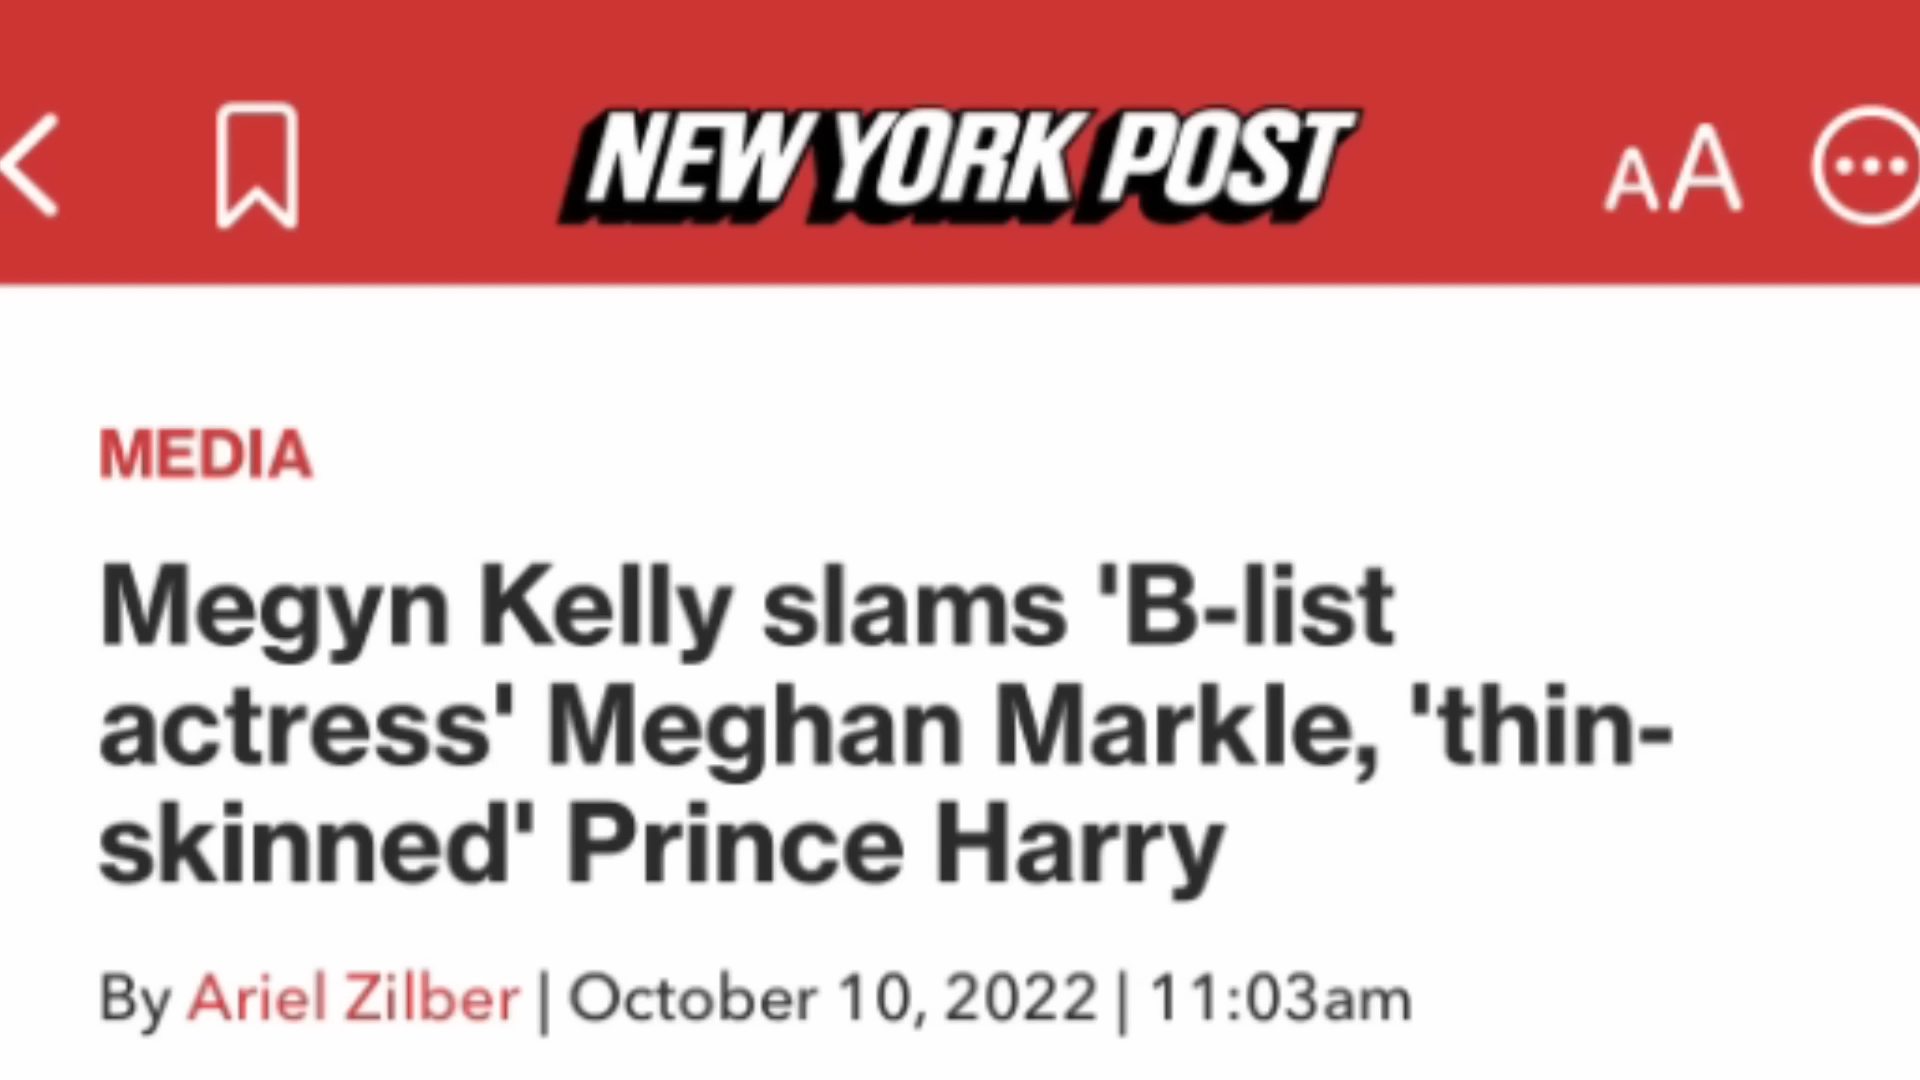 NEW YORK POST
AA
MEDIA
Megyn Kelly slams 'B-list
actress' Meghan Markle, 'thin-
skinned' Prince Harry
By Ariel Zilber | October 10, 2022 | 11:03am